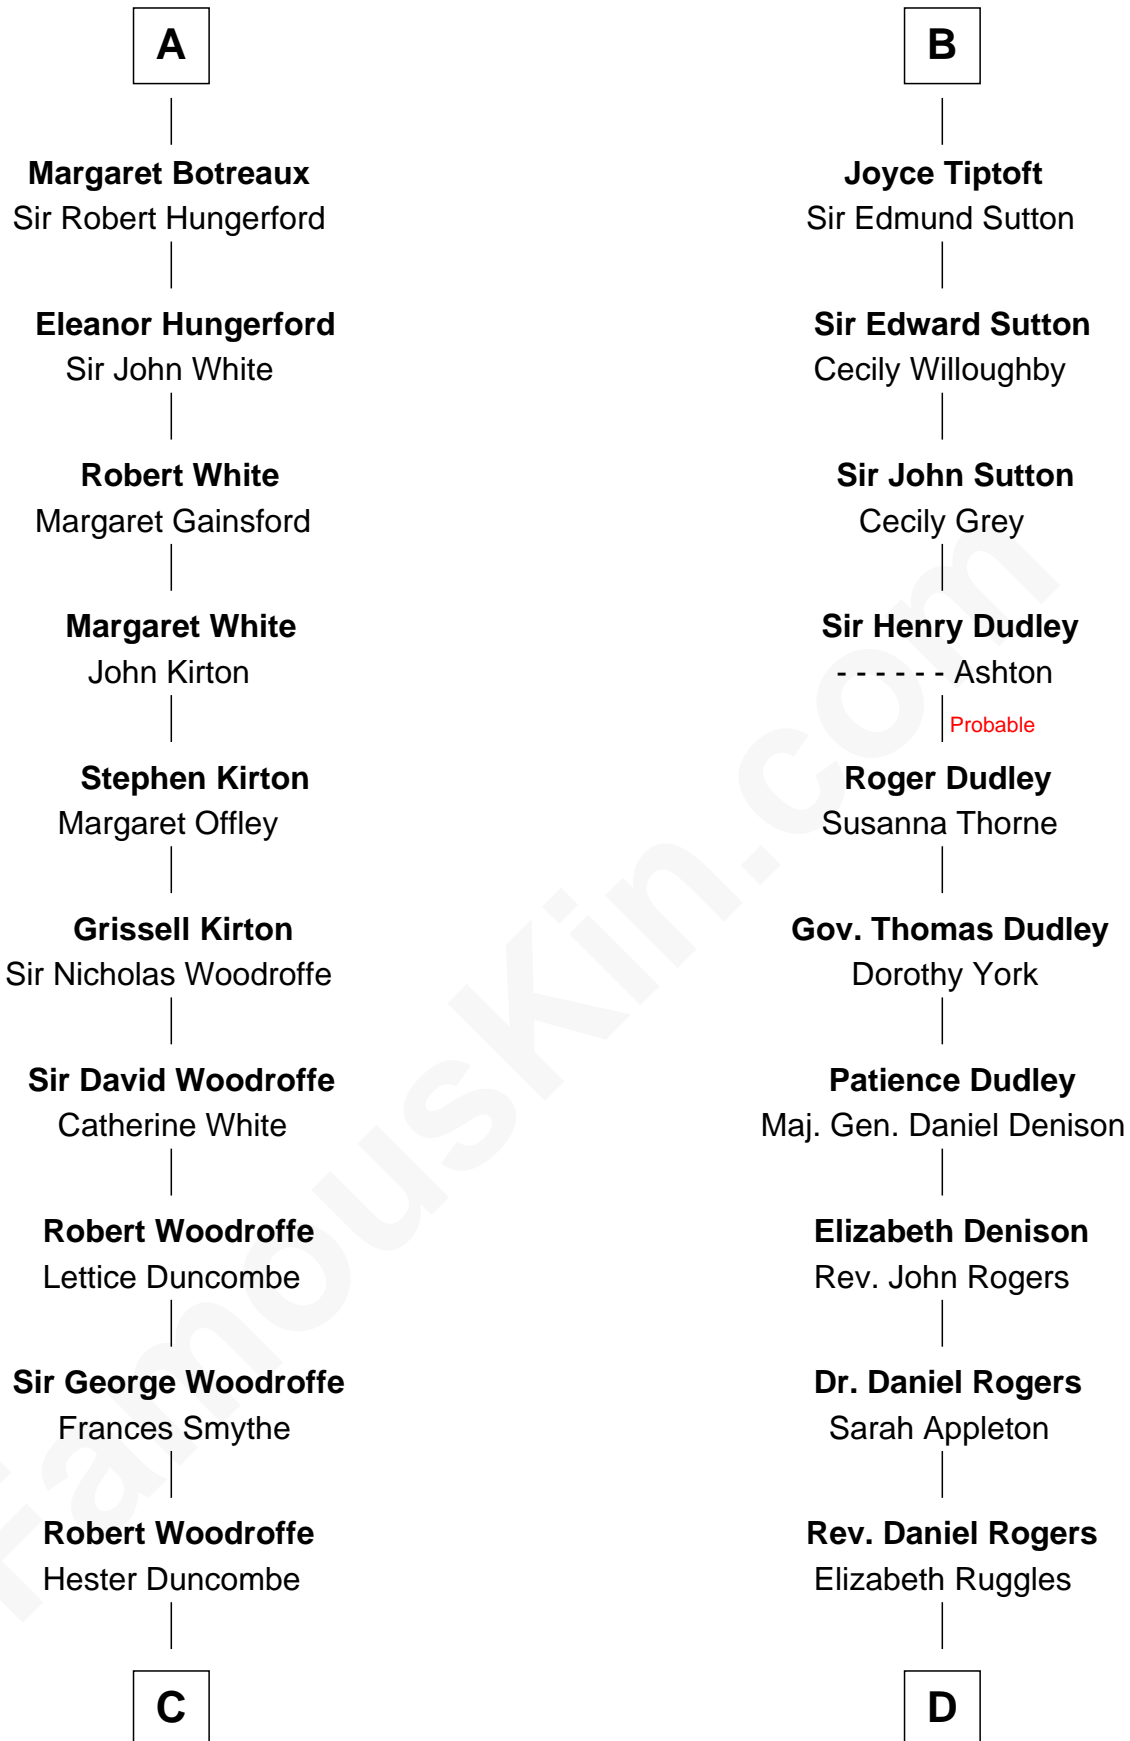 A
Margaret Botreaux
Sir Robert Hungerford
Eleanor Hungerford
Sir John White
Robert White
Margaret Gainsford
Margaret White
John Kirton
Stephen Kirton
Margaret Offley
Grissell Kirton
Sir Nicholas Woodroffe
Sir David Woodroffe
Catherine White
Robert Woodroffe
Lettice Duncombe
Sir George Woodroffe
Frances Smythe
Robert Woodroffe
Hester Duncombe
C
B
Joyce Tiptoft
Sir Edmund Sutton
Sir Edward Sutton
Cecily Willoughby
Sir John Sutton
Cecily Grey
Sir Henry Dudley
- - - - - - Ashton
Probable
Roger Dudley
Susanna Thorne
Gov. Thomas Dudley
Dorothy York
Patience Dudley
Maj. Gen. Daniel Denison
Elizabeth Denison
Rev. John Rogers
Dr. Daniel Rogers
Sarah Appleton
Rev. Daniel Rogers
Elizabeth Ruggles
D
FamousKin.com